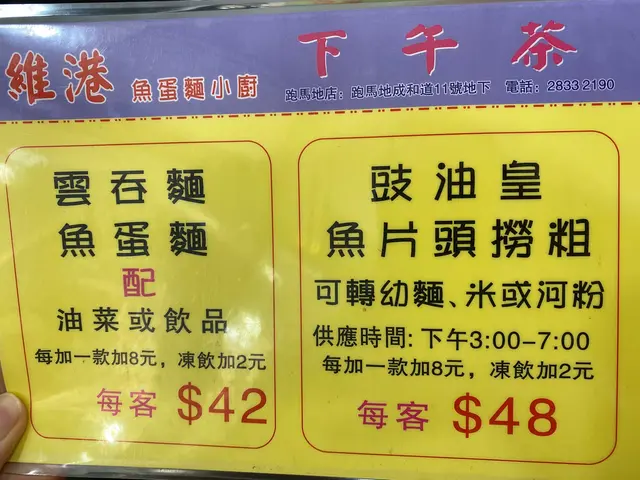 維港 魚蛋麵小廚
下午茶
跑馬地店：跑馬地成和道11號地下 電話：2833 2190
雲吞麵
魚蛋麵
配
油菜或飲品
每加一款加8元，凍飲加2元
每客 $42
豉油皇
魚片頭撈粗
可轉幼麵、米或河粉
供應時間：下午3:00-7:00
每加一款加8元，凍飲加2元
每客 $48